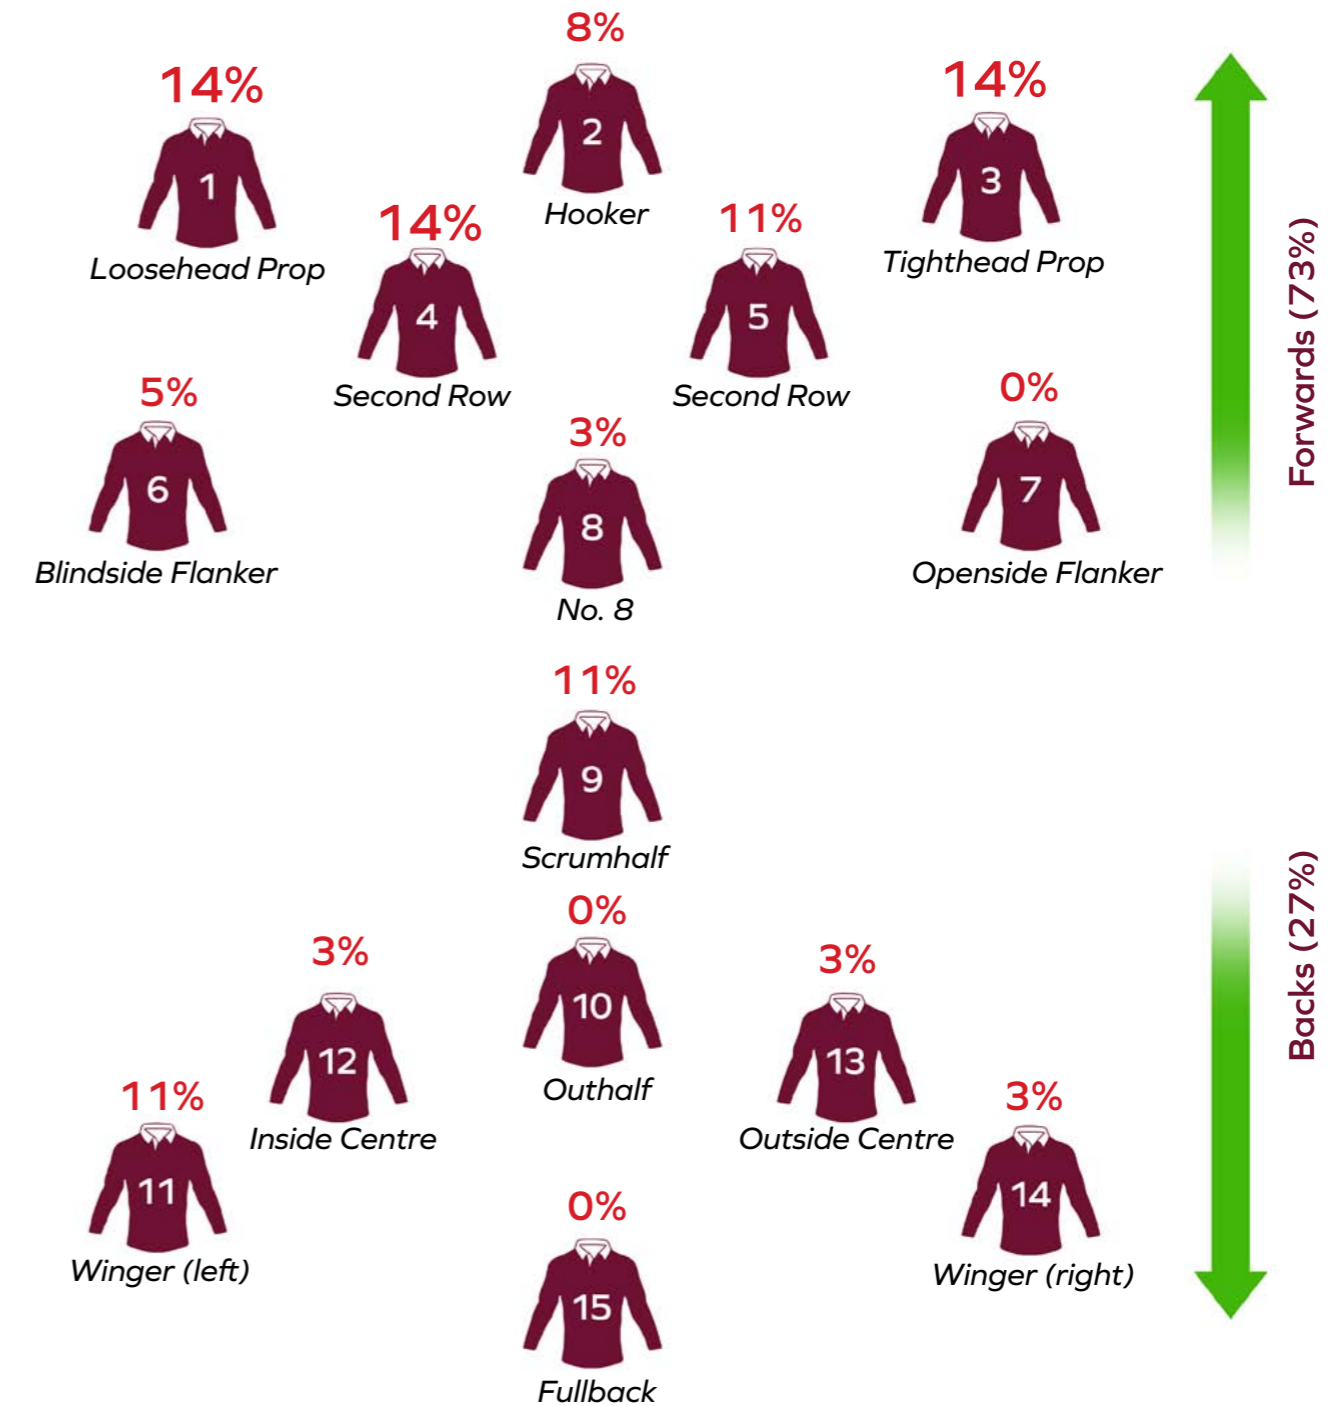 8%
2
Hooker
14%
1
Loosehead Prop
14%
3
Tighthead Prop
14%
4
Second Row
11%
5
Second Row
5%
6
Blindside Flanker
3%
8
No. 8
0%
7
Openside Flanker
Forwards (73%)
11%
9
Scrumhalf
0%
10
Outhalf
3%
12
Inside Centre
3%
13
Outside Centre
11%
11
Winger (left)
3%
14
Winger (right)
0%
15
Fullback
Backs (27%)